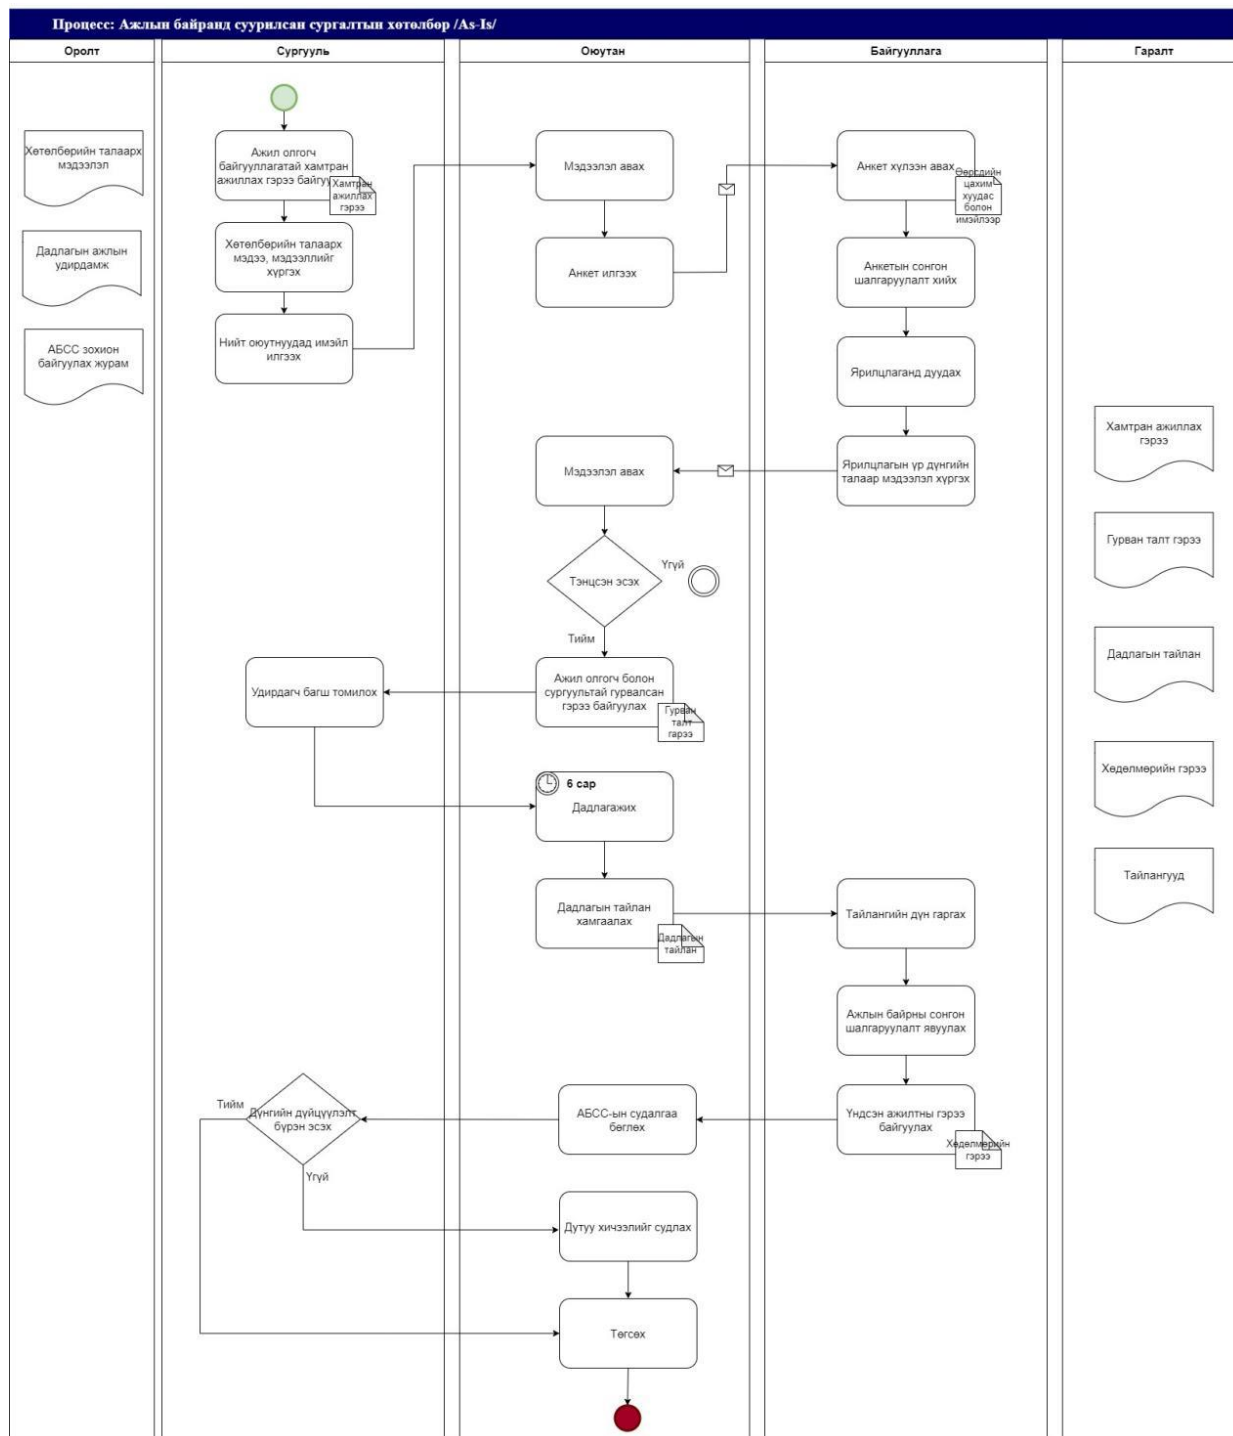 Процесс: Ажлын байранд суурилсан сургалтын хөтөлбөр /As-Is/
Оролт
Сургууль
Оюутан
Байгууллага
Гаралт
Хөтөлбөрийн талаарх
мэдээлэл
Дадлагын ажлын
удирдамж
АБСС зохион
байгуулах журам
Ажил олгогч
байгууллагатай хамтран
ажиллах гэрээ байгуу
Хамтран
ажиллах
гэрээ
Хөтөлбөрийн талаарх
мэдээ, мэдээллийг
хүргэх
Нийт оюутнуудад имэйл
илгээх
Мэдээлэл авах
Анкет илгээх
Анкет хүлээн авах
Өөрсдийн
цахим
хуудас
болон
имэйлээр
Анкетын сонгон
шалгаруулалт хийх
Ярилцлаганд дуудах
Ярилцлагын үр дүнгийн
талаар мэдээлэл хүргэх
Мэдээлэл авах
Тэнцсэн эсэх
Үгүй
Тийм
Ажил олгогч болон
сургуультай гурвалсан
гэрээ байгуулах
Гурван
талт
гарээ
Удирдагч багш томилох
6 сар
Дадлагажих
Дадлагын тайлан
хамгаалах
Дадлагын
тайлан
Тайлангийн дүн гаргах
Ажлын байрны сонгон
шалгаруулалт явуулах
Үндсэн ажилтны гэрээ
байгуулах
Хөдөлмөрийн
гэрээ
АБСС-ын судалгаа
бөглөх
Дүнгийн дүйцүүлэлт
бүрэн эсэх
Тийм
Үгүй
Дутуу хичээлийг судлах
Төгсөх
Хамтран ажиллах
гэрээ
Гурван талт гэрээ
Дадлагын тайлан
Хөдөлмөрийн гэрээ
Тайлангууд